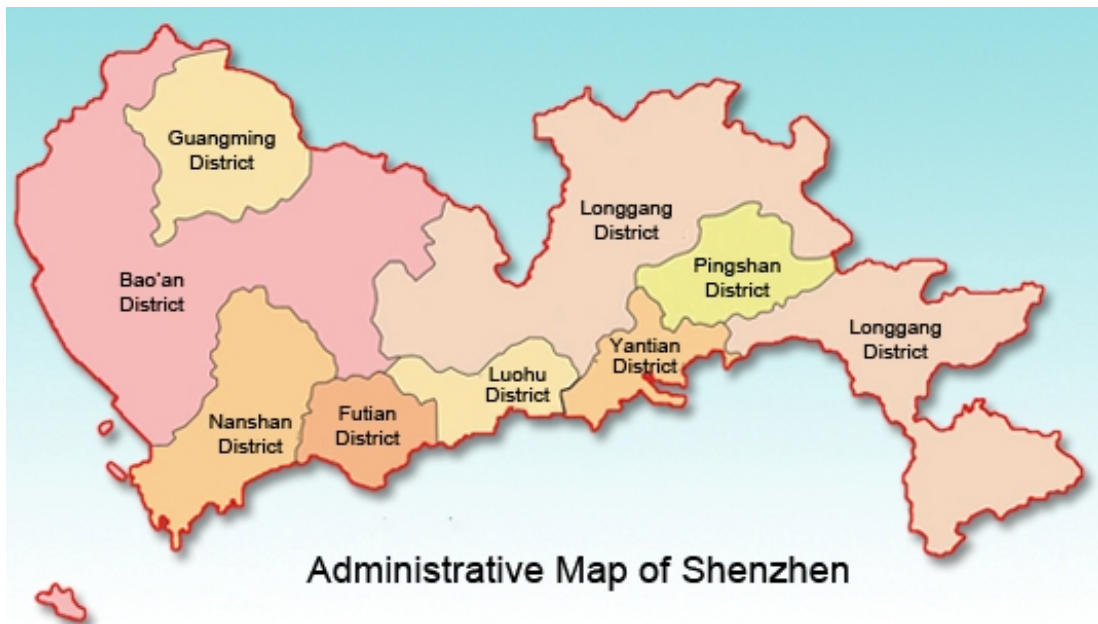 Guangming
District
Longgang
District
Bao'an
District
Pingshan
District
Longgang
District
Yantian
District
Luohu
District
Nanshan
District
Futian
District
Administrative Map of Shenzhen